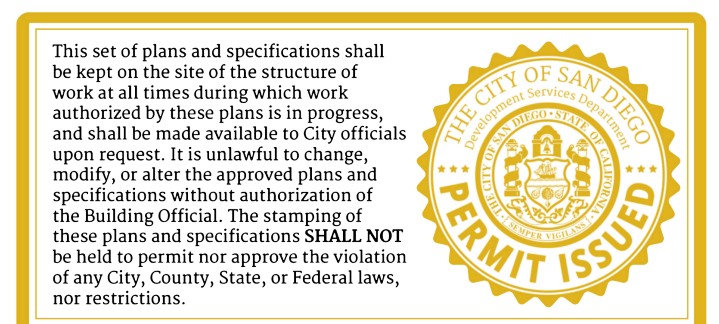 This set of plans and specifications shall
be kept on the site of the structure of
work at all times during which work
authorized by these plans is in progress,
and shall be made available to City officials
upon request. It is unlawful to change,
modify, or alter the approved plans and
specifications without authorization of
the Building Official. The stamping of
these plans and specifications SHALL NOT
be held to permit nor approve the violation
of any City, County, State, or Federal laws,
nor restrictions.
THE CITY OF SAN DIEGO
Development Services Department
THE CITY OF SAN DIEGO • STATE OF CALIFORNIA
SEMPER VIGILANS
PERMIT ISSUED